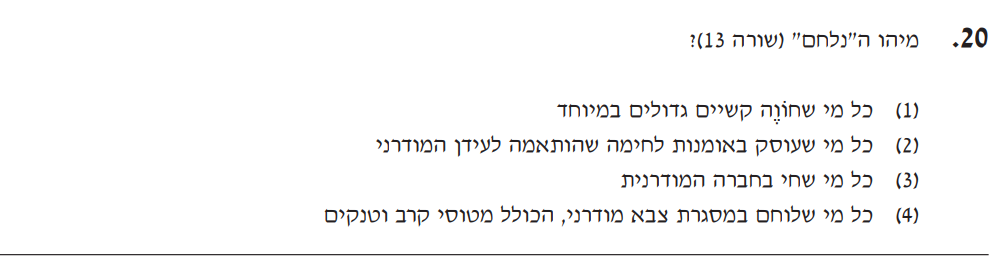 20. מיהו ה"נלחם" (שורה 13)?
(1) כל מי שחוֹוֶה קשיים גדולים במיוחד
(2) כל מי שעוסק באומנות לחימה שהותאמה לעידן המודרני
(3) כל מי שחי בחברה המודרנית
(4) כל מי שלוחם במסגרת צבא מודרני, הכולל מטוסי קרב וטנקים